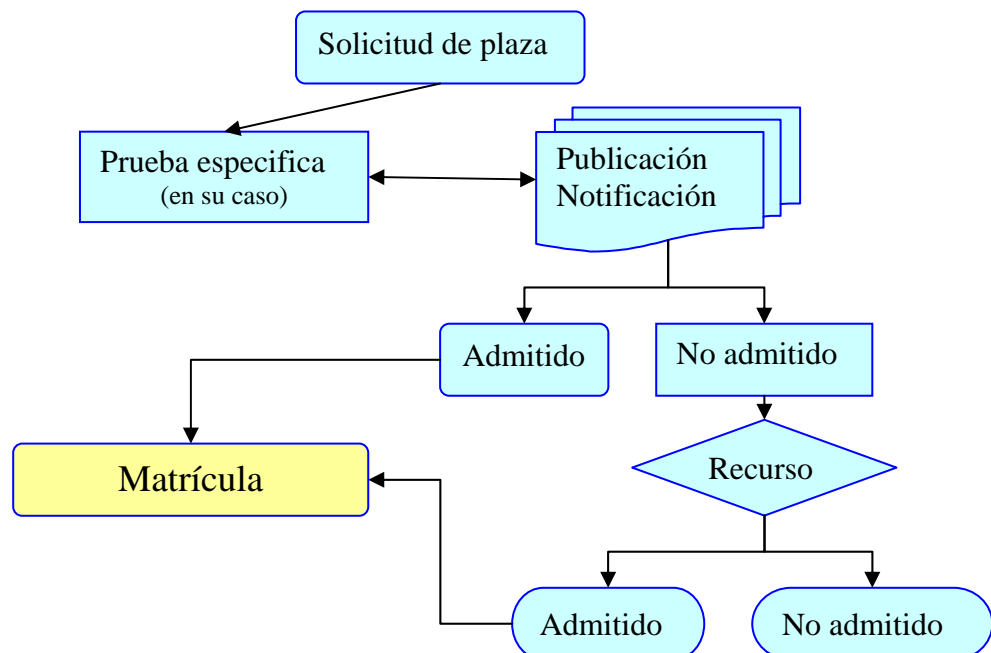 Solicitud de plaza
Prueba especifica
(en su caso)
Publicación
Notificación
Admitido
No admitido
Matrícula
Recurso
Admitido
No admitido